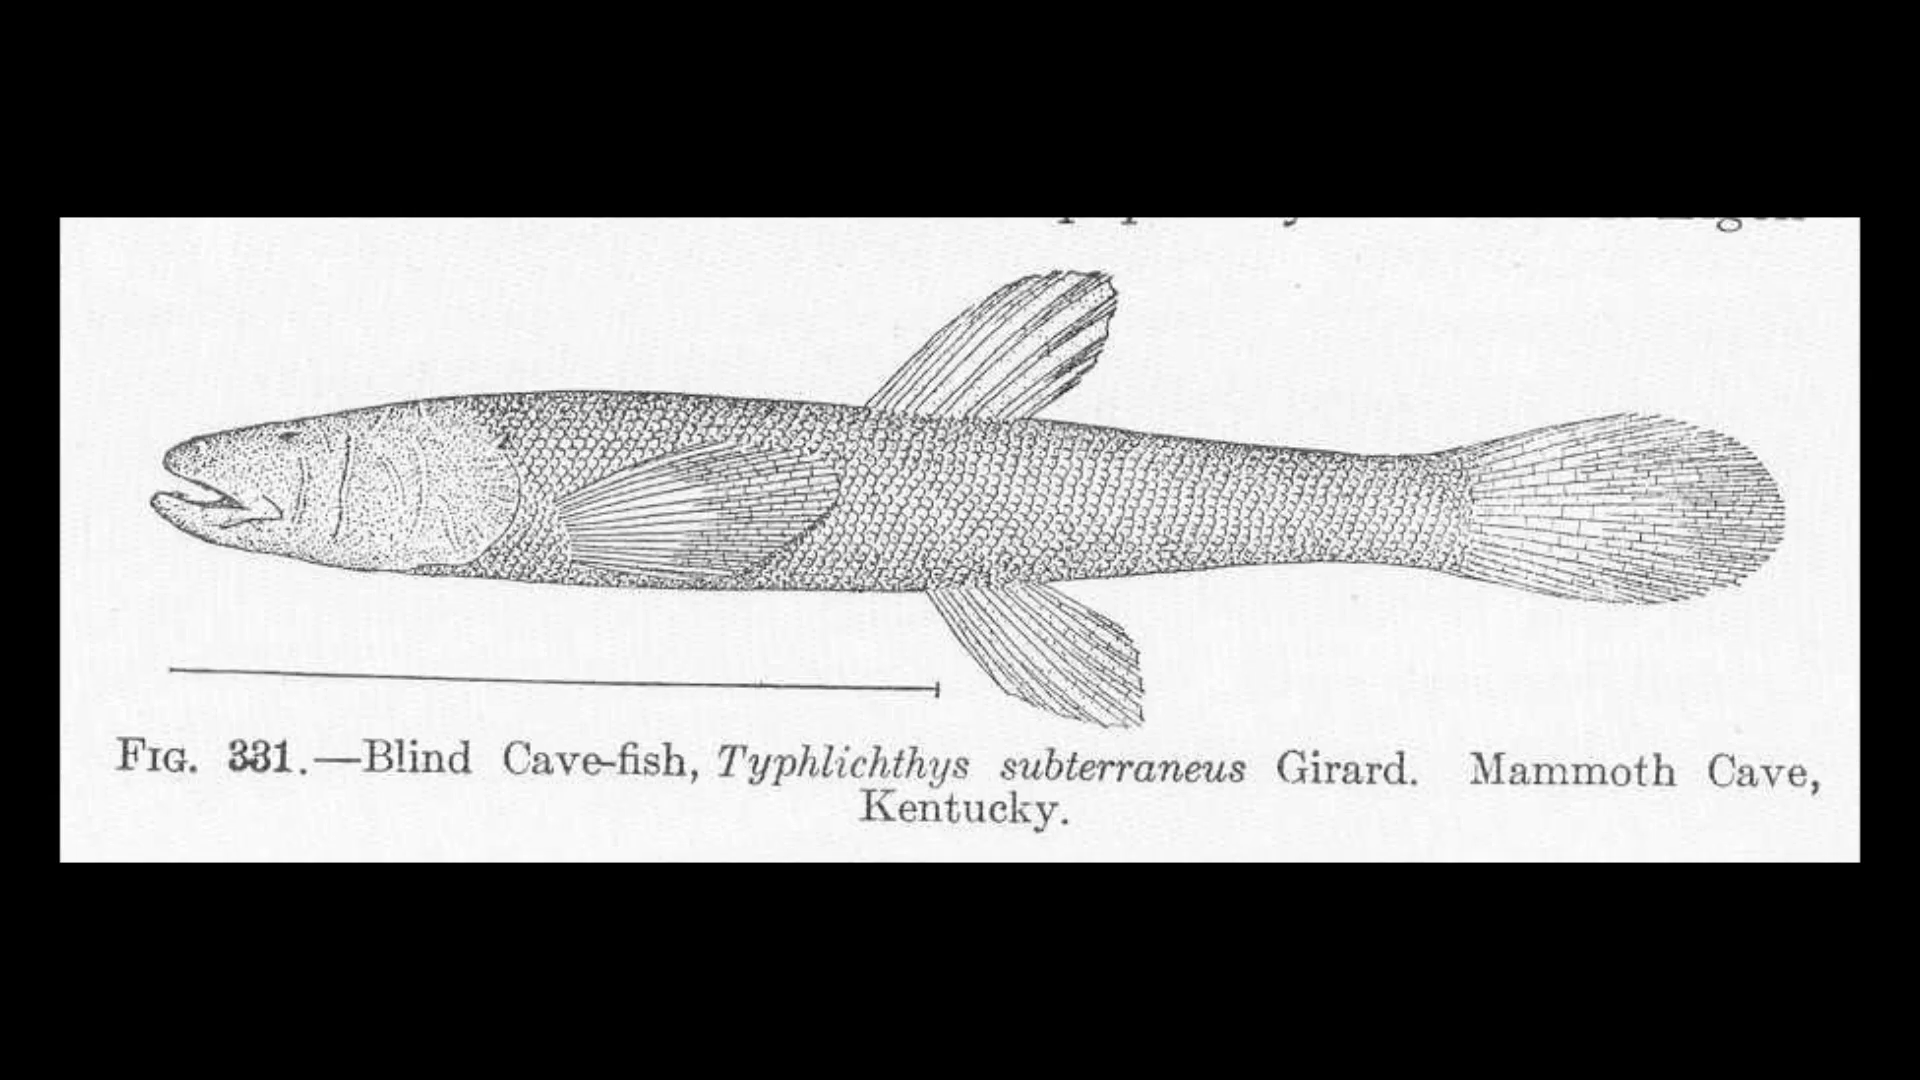 FIG. 331.—Blind Cave-fish, Typhlichthys subterraneus Girard. Mammoth Cave,
Kentucky.